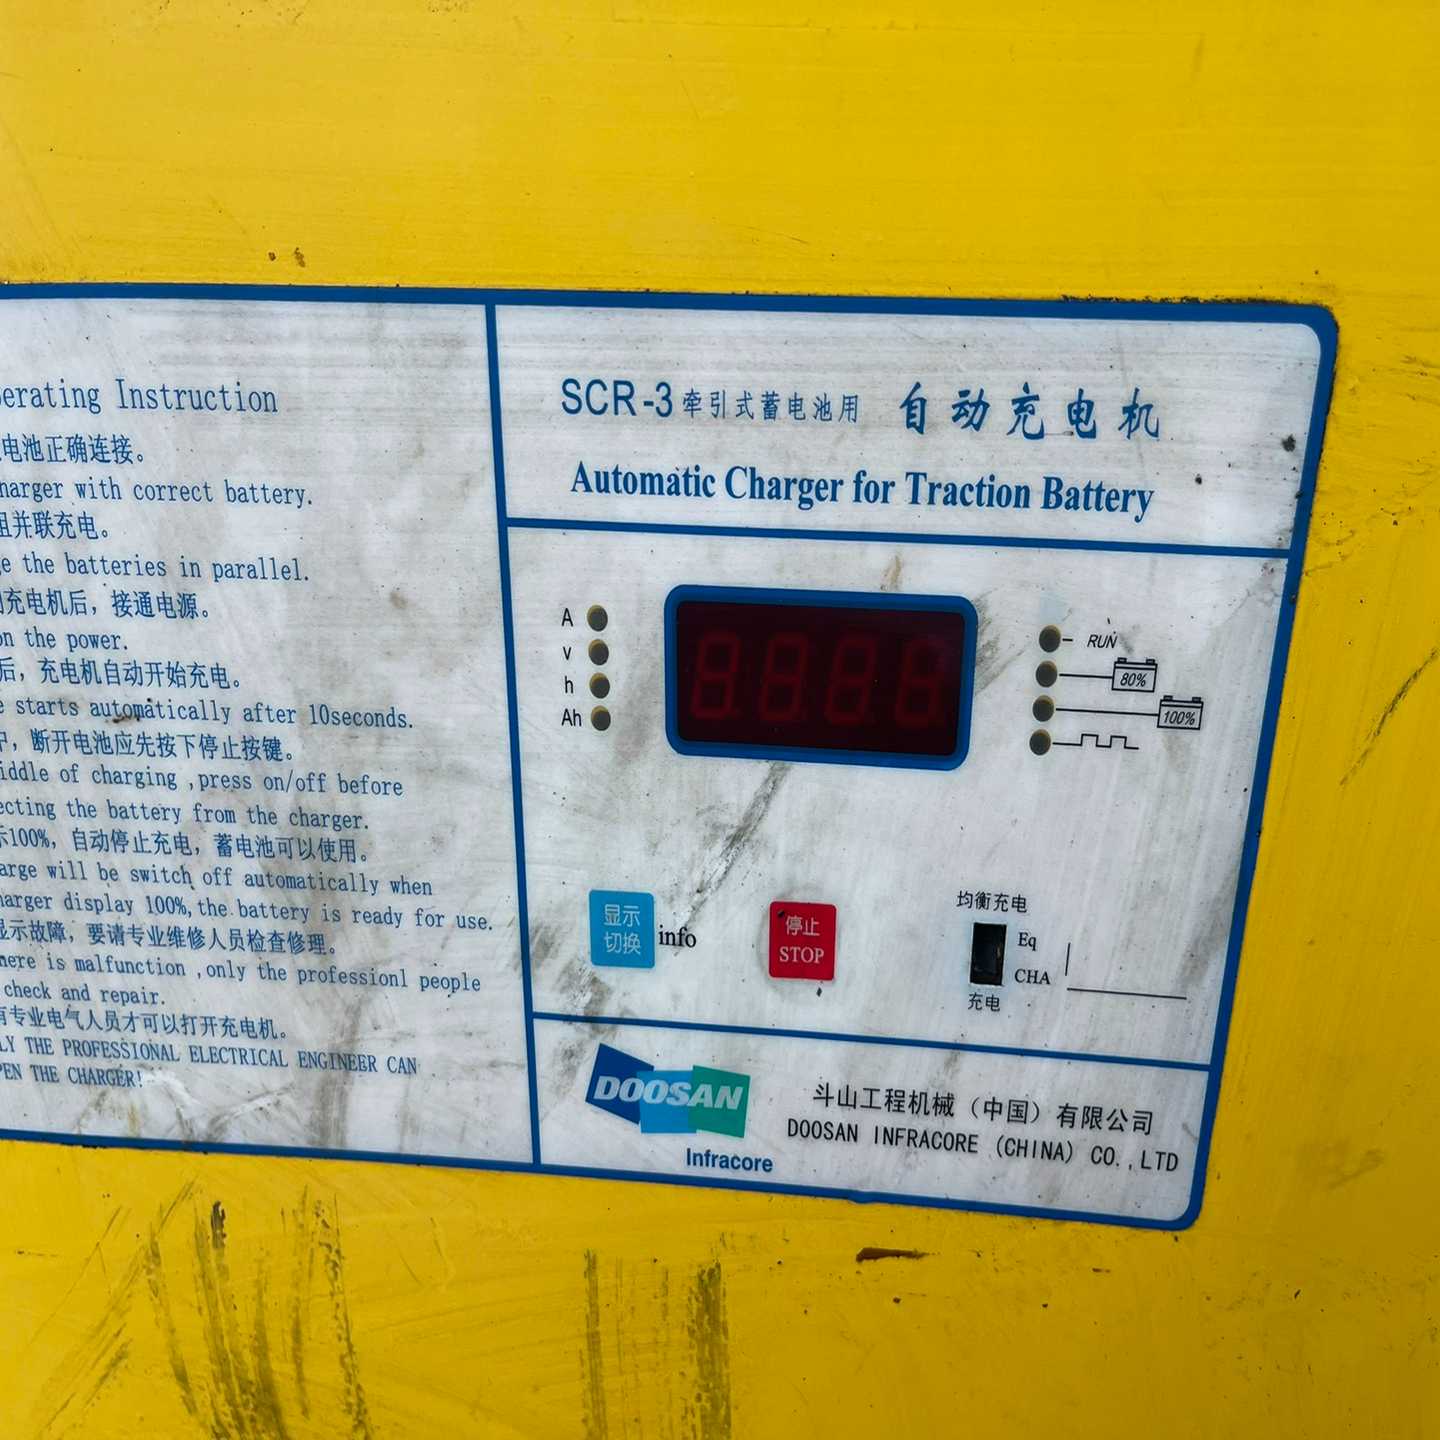 erating Instruction
电池正确连接。
harger with correct battery.
并联充电。
e the batteries in parallel.
充电机后，接通电源。
on the power.
后，充电机自动开始充电。
e starts automatically after 10seconds.
中，断开电池应先按下停止按键。
iddle of charging ,press on/off before
ecting the battery from the charger.
示100%，自动停止充电，蓄电池可以使用。
arge will be switch off automatically when
harger display 100%,the battery is ready for use.
显示故障，要请专业维修人员检查修理。
here is malfunction ,only the professionl people
check and repair.
有专业电气人员才可以打开充电机。
LY THE PROFESSIONAL ELECTRICAL ENGINEER CAN
PEN THE CHARGER!
SCR-3 牵引式蓄电池用 自动充电机
Automatic Charger for Traction Battery
A
v
h
Ah
RUN
80%
100%
显示
切换 info
停止
STOP
均衡充电
Eq
CHA
充电
DOOSAN
Infracore
斗山工程机械（中国）有限公司
DOOSAN INFRACORE (CHINA) CO.,LTD